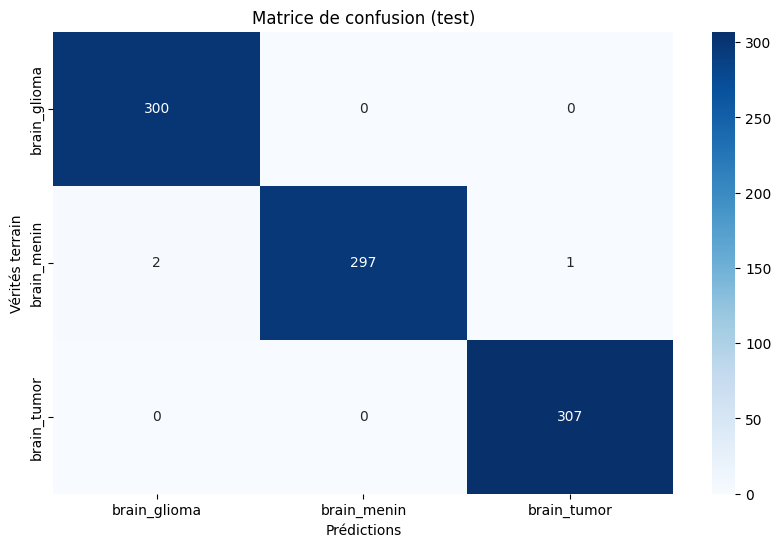 Matrice de confusion (test)
brain_glioma
300
0
0
brain_menin
2
297
1
brain_tumor
0
0
307
Vérités terrain
brain_glioma
brain_menin
brain_tumor
Prédictions
300
250
200
150
100
50
0